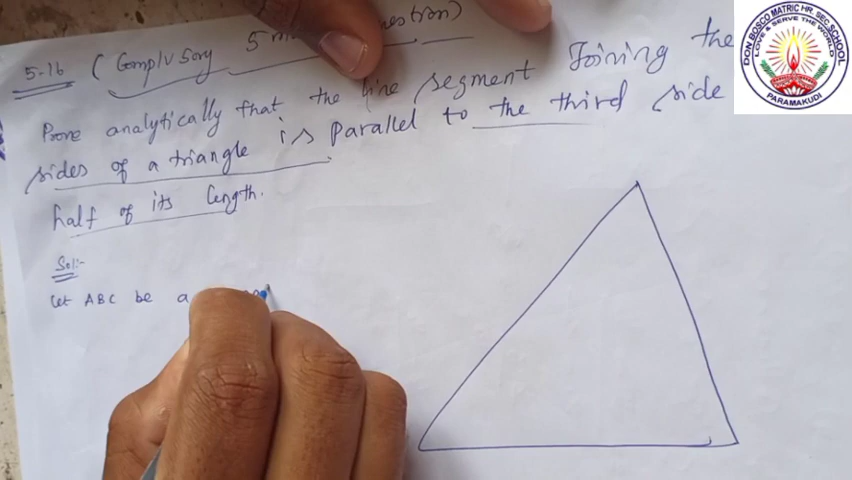 5.16 (Complusory 5 estion)
Prove analytically that the line segment Joining the
sides of a triangle is parallel to the third side
half of its length.
Sol:-
Let ABC be a
DON BOSCO MATRIC HR. SEC. SCHOOL
LOVE & SERVE THE WORLD
PARAMAKUDI